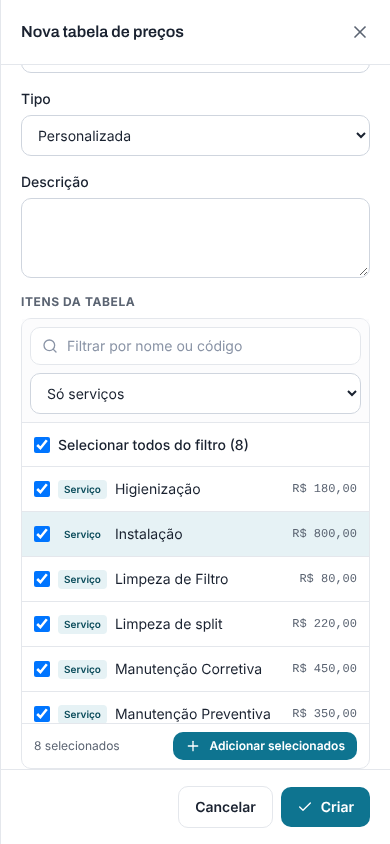 Nova tabela de preços
Tipo
Personalizada
Descrição
ITENS DA TABELA
Filtrar por nome ou código
Só serviços
Selecionar todos do filtro (8)
Serviço Higienização R$ 180,00
Serviço Instalação R$ 800,00
Serviço Limpeza de Filtro R$ 80,00
Serviço Limpeza de split R$ 220,00
Serviço Manutenção Corretiva R$ 450,00
Serviço Manutenção Preventiva R$ 350,00
8 selecionados Adicionar selecionados
Cancelar Criar